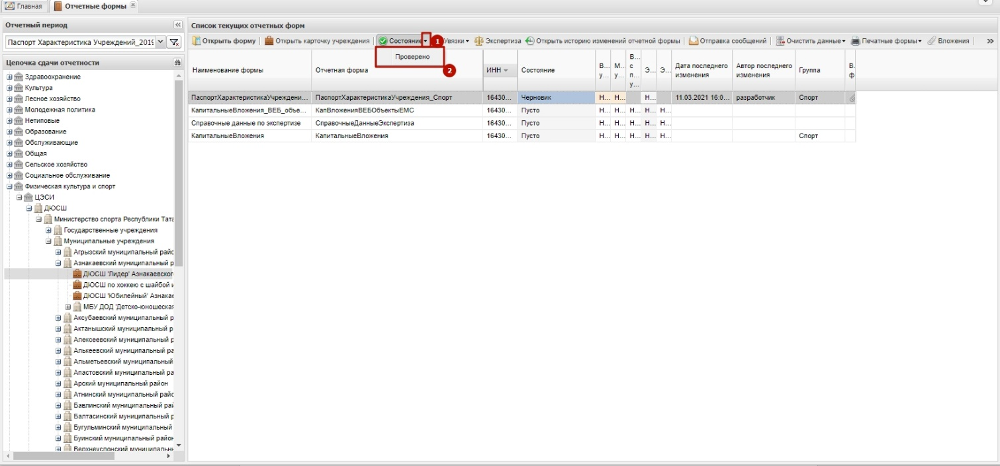 Главная
Отчетные формы
Отчетный период
Паспорт Характеристика Учреждений_2019
Цепочка сдачи отчетности
Здравоохранение
Культура
Лесное хозяйство
Молодежная политика
Нетиповые
Образование
Обслуживающие
Общая
Сельское хозяйство
Социальное обслуживание
Физическая культура и спорт
ЦЭСИ
ДЮСШ
Министерство спорта Республики Тата
Государственные учреждения
Муниципальные учреждения
Агрызский муниципальный райо
Азнакаевский муниципальный р
ДЮСШ 'Лидер' Азнакаевског
ДЮСШ по хоккею с шайбой и
ДЮСШ 'Юбилейный' Азнакае
МБУ ДОД 'Детско-юношеская
Аксубаевский муниципальный р
Актанышский муниципальный р
Алексеевский муниципальный р
Алькеевский муниципальный ра
Альметьевский муниципальный
Апастовский муниципальный ра
Арский муниципальный район
Атнинский муниципальный райо
Бавлинский муниципальный рай
Балтасинский муниципальный р
Бугульминский муниципальный
Буинский муниципальный район
Верхнеуслонский муниципальн
Список текущих отчетных форм
Открыть форму Открыть карточку учреждения Состояние 1 Увязки Экспертиза Открыть историю изменений отчетной формы Отправка сообщений Очистить данные Печатные формы Вложения »
Проверено
2
Наименование формы Отчетная форма ИНН Состояние В... у... М... у... В... с п... у... Э... Э... Дата последнего изменения Автор последнего изменения Группа В. ф
ПаспортХарактеристикаУчреждени... ПаспортХарактеристикаУчреждения_Спорт 16430... Черновик Н... Н... Н... 11.03.2021 16:0... разработчик Спорт
КапитальныеВложения_ВЕБ_объе... КапВложенияВЕБОбъектыЕМС 16430... Пусто Н... Н... Н... Н... Н...
Справочные данные по экспертизе СправочныеДанныеЭкспертиза 16430... Пусто Н... Н... Н... Н... Н...
КапитальныеВложения КапитальныеВложения 16430... Пусто Н... Н... Н... Н... Н... Спорт